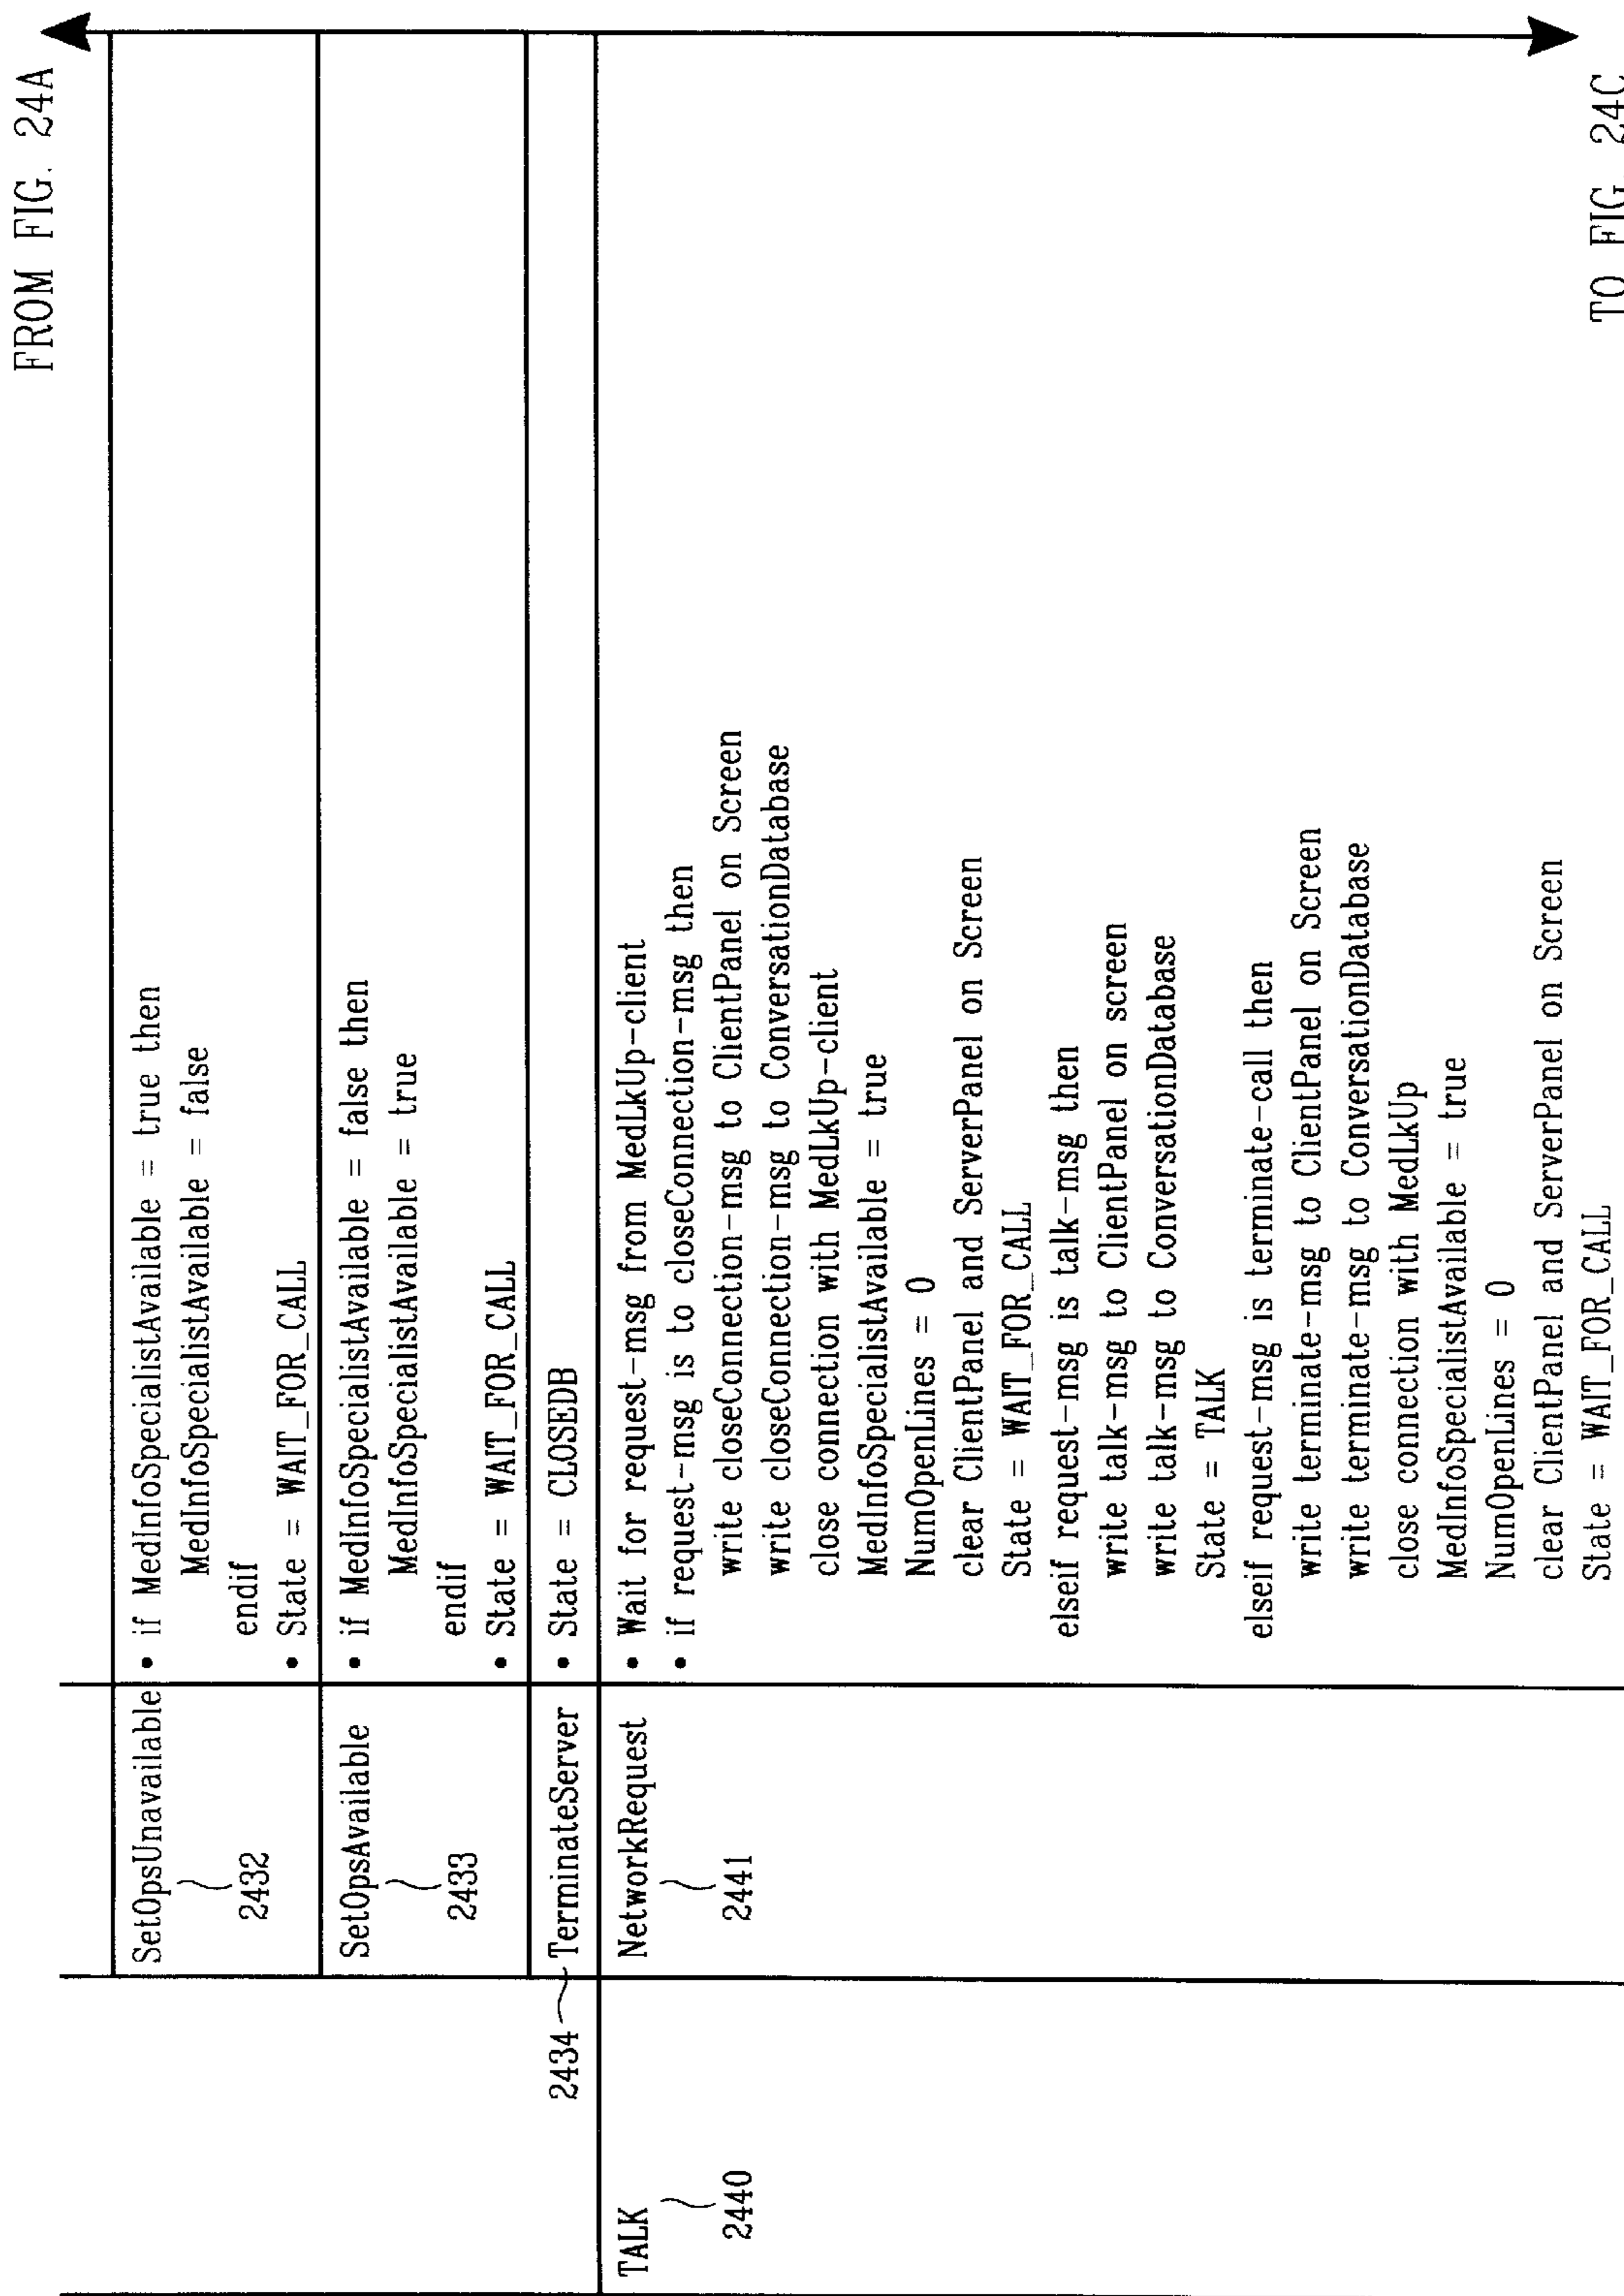 FROM FIG. 24A
SetOpsUnavailable
2432
• if MedInfoSpecialistAvailable = true then
MedInfoSpecialistAvailable = false
endif
• State = WAIT_FOR_CALL
SetOpsAvailable
2433
• if MedInfoSpecialistAvailable = false then
MedInfoSpecialistAvailable = true
endif
• State = WAIT_FOR_CALL
2434 TerminateServer
• State = CLOSEDB
TALK
2440
NetworkRequest
2441
• Wait for request-msg from MedLkUp-client
• if request-msg is to closeConnection-msg then
write closeConnection-msg to ClientPanel on Screen
write closeConnection-msg to ConversationDatabase
close connection with MedLkUp-client
MedInfoSpecialistAvailable = true
NumOpenLines = 0
clear ClientPanel and ServerPanel on Screen
State = WAIT_FOR_CALL
elseif request-msg is talk-msg then
write talk-msg to ClientPanel on screen
write talk-msg to ConversationDatabase
State = TALK
elseif request-msg is terminate-call then
write terminate-msg to ClientPanel on Screen
write terminate-msg to ConversationDatabase
close connection with MedLkUp
MedInfoSpecialistAvailable = true
NumOpenLines = 0
clear ClientPanel and ServerPanel on Screen
State = WAIT_FOR_CALL
TO FIG. 24C